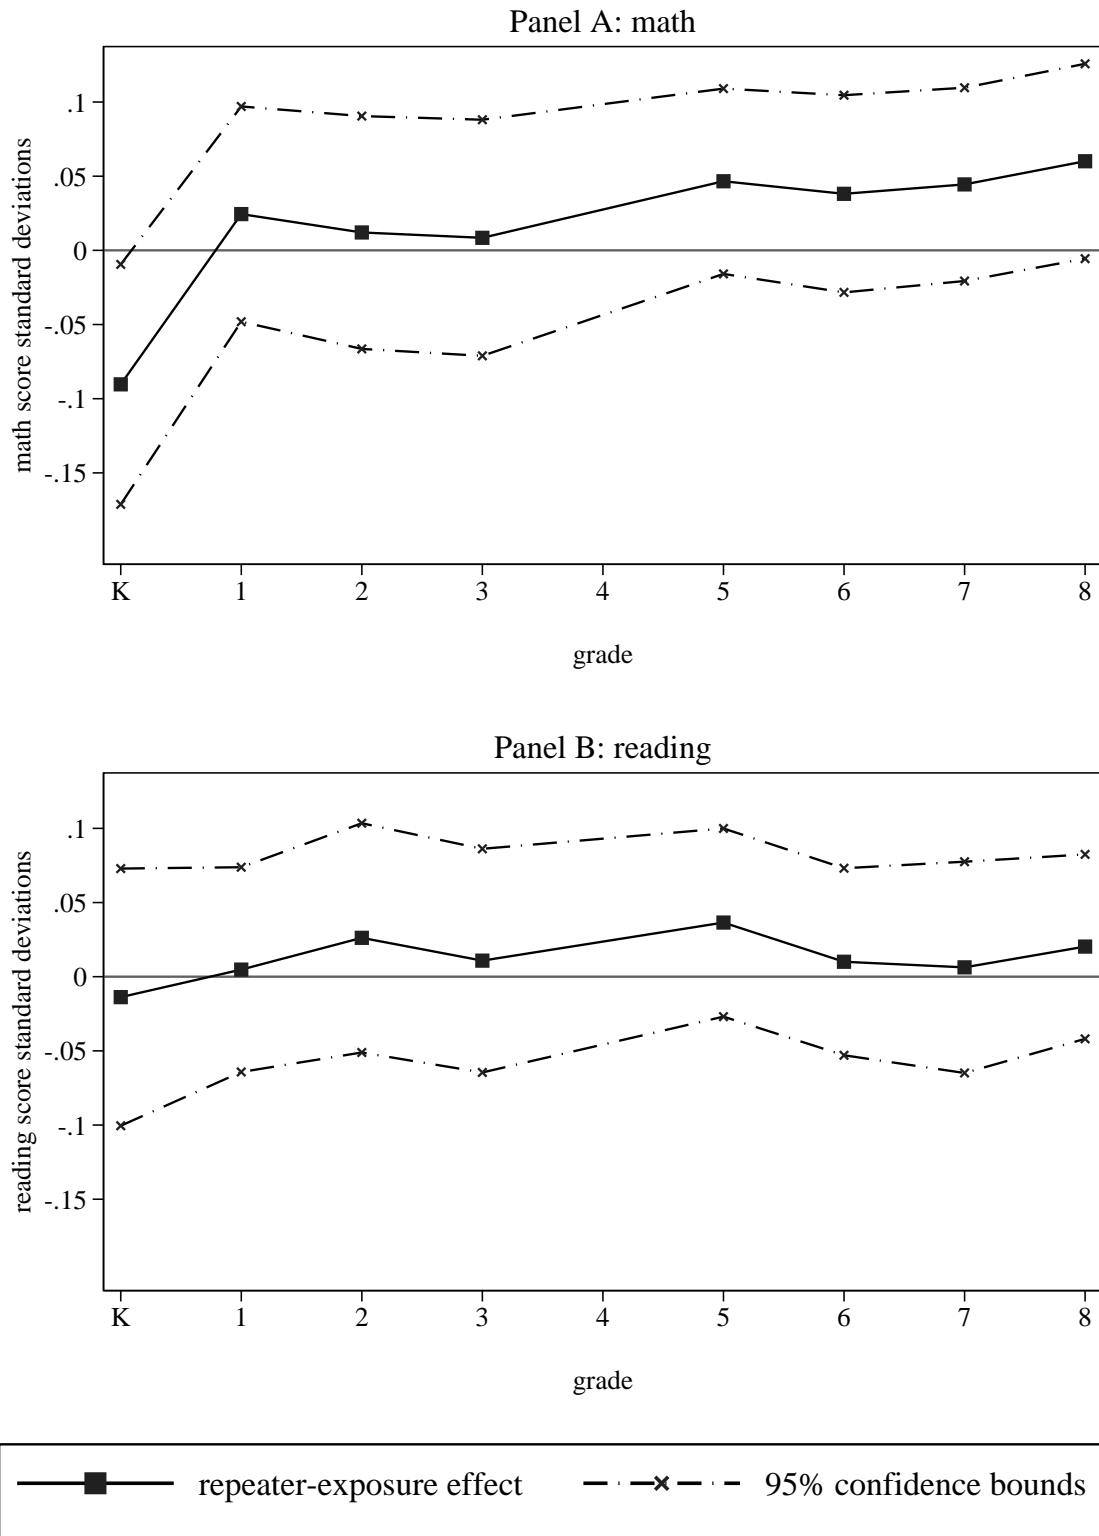 Panel A: math
math score standard deviations
.1
.05
0
-.05
-.1
-.15
K 1 2 3 4 5 6 7 8
grade
Panel B: reading
reading score standard deviations
.1
.05
0
-.05
-.1
-.15
K 1 2 3 4 5 6 7 8
grade
repeater-exposure effect 95% confidence bounds